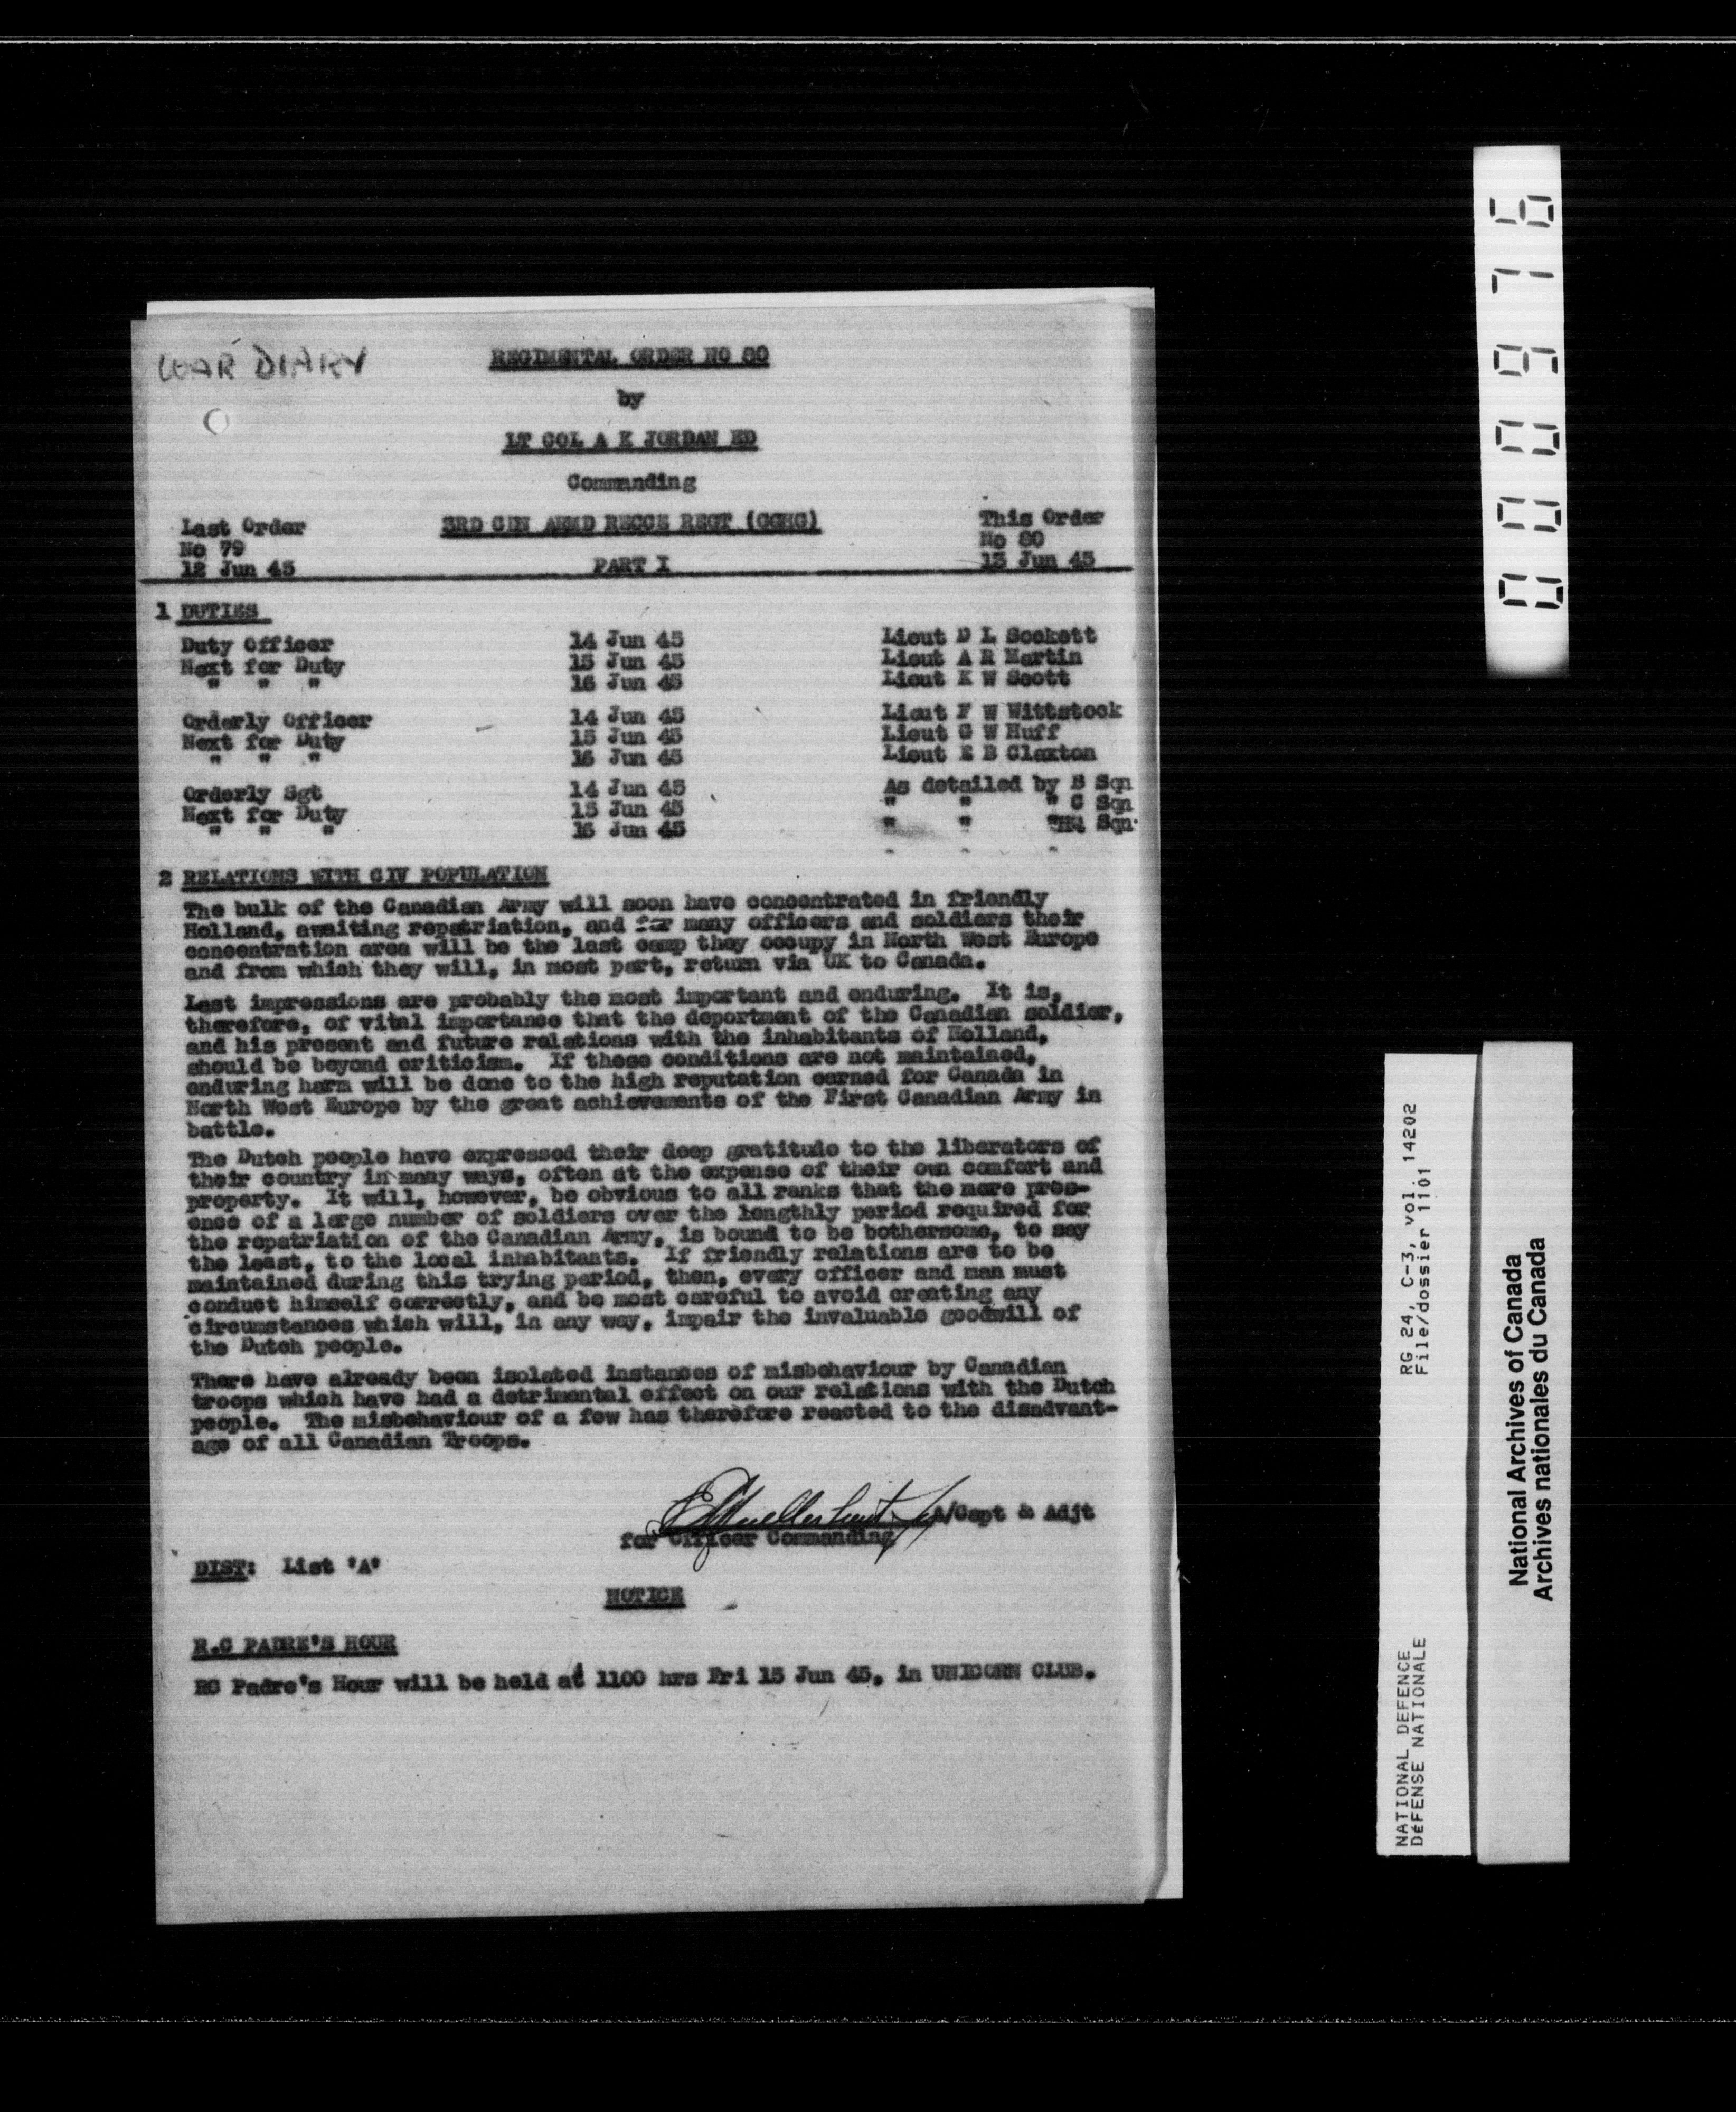 WAR DIARY
REGIMENTAL ORDER NO 80
by
LT COL A K JORDAN ED
Commanding
3RD CDN ARMD RECCE REGT (GGHG)
Last Order
No 79
12 Jun 45
PART I
This Order
No 80
13 Jun 45
1 DUTIES
Duty Officer 14 Jun 45 Lieut D L Sockett
Next for Duty 15 Jun 45 Lieut A R Martin
" " " 16 Jun 45 Lieut K W Scott
Orderly Officer 14 Jun 45 Lieut F W Wittstock
Next for Duty 15 Jun 45 Lieut G W Huff
" " " 16 Jun 45 Lieut E B Claxton
Orderly Sgt 14 Jun 45 As detailed by B Sqn
Next for Duty 15 Jun 45 " " " C Sqn
" " " 16 Jun 45 " " "HQ Sqn
2 RELATIONS WITH CIV POPULATION
The bulk of the Canadian Army will soon have concentrated in friendly
Holland, awaiting repatriation, and for many officers and soldiers their
concentration area will be the last camp they occupy in North West Europe
and from which they will, in most part, return via UK to Canada.
Last impressions are probably the most important and enduring. It is,
therefore, of vital importance that the deportment of the Canadian soldier,
and his present and future relations with the inhabitants of Holland,
should be beyond criticism. If these conditions are not maintained,
enduring harm will be done to the high reputation earned for Canada in
North West Europe by the great achievements of the First Canadian Army in
battle.
The Dutch people have expressed their deep gratitude to the liberators of
their country in many ways, often at the expense of their own comfort and
property. It will, however, be obvious to all ranks that the mere pres-
ence of a large number of soldiers over the lengthly period required for
the repatriation of the Canadian Army, is bound to be bothersome, to say
the least, to the local inhabitants. If friendly relations are to be
maintained during this trying period, then, every officer and man must
conduct himself correctly, and be most careful to avoid creating any
circumstances which will, in any way, impair the invaluable goodwill of
the Dutch people.
There have already been isolated instances of misbehaviour by Canadian
troops which have had a detrimental effect on our relations with the Dutch
people. The misbehaviour of a few has therefore reacted to the disadvant-
age of all Canadian Troops.
A/Capt & Adjt
for Officer Commanding
DIST: List 'A'
NOTICE
R.C PADRE'S HOUR
RC Padre's Hour will be held at 1100 hrs Fri 15 Jun 45, in UNICORN CLUB.
000976
RG 24, C-3, vol. 14202
File/dossier 1101
NATIONAL DEFENCE
DéFENSE NATIONALE
National Archives of Canada
Archives nationales du Canada